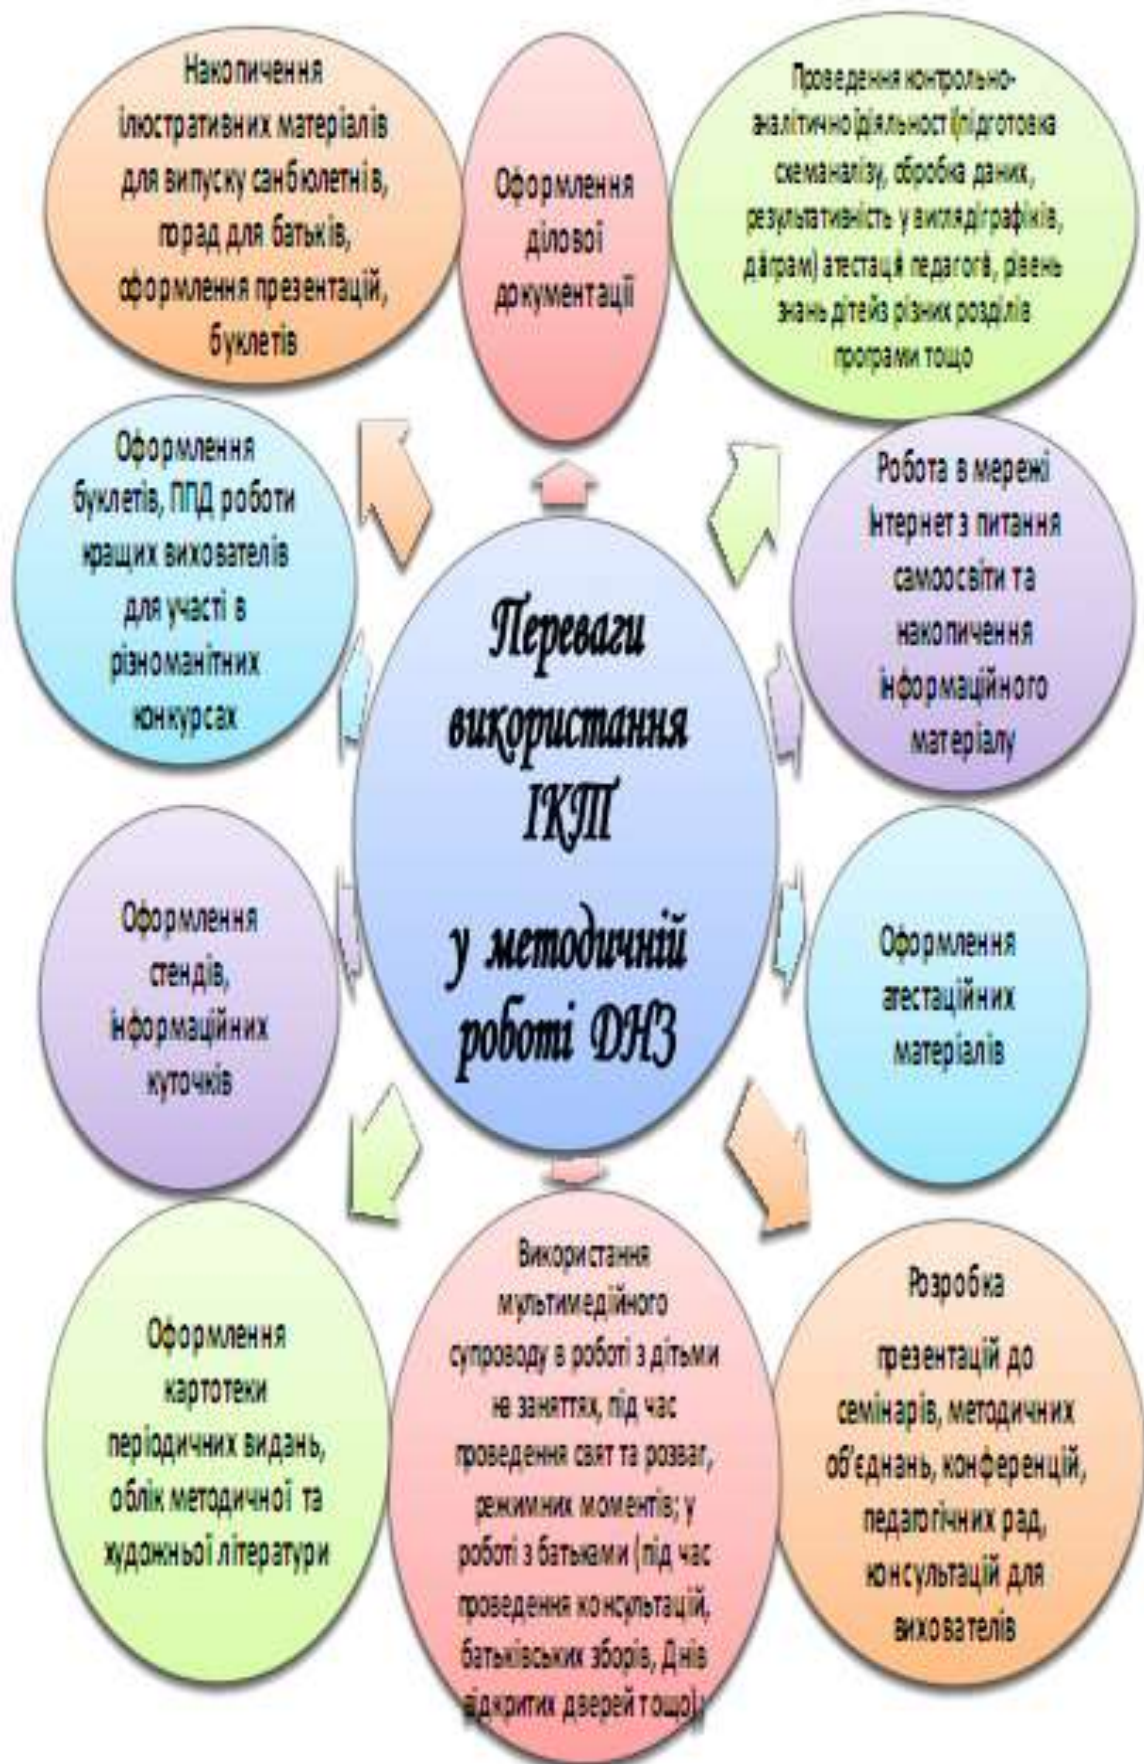 Накопичення
ілюстративних матеріалів
для випуску санбюлетнів,
порад для батьків,
оформлення презентацій,
буклетів
Оформлення
ділової
документації
Проведення контрольно-
аналітичної діяльності (підготовка
схеманалізу, обробка даних,
результативність у вигляді графіків,
діаграм) атестація педагогів, рівень
знань дітей з різних розділів
програми тощо
Оформлення
буклетів, ППД роботи
кращих вихователів
для участі в
різноманітних
конкурсах
Переваги
використання
ІКТ
у методичній
роботі ДНЗ
Робота в мережі
Інтернет з питання
самоосвіти та
накопичення
інформаційного
матеріалу
Оформлення
стендів,
інформаційних
куточків
Оформлення
атестаційних
матеріалів
Оформлення
картотеки
періодичних видань,
облік методичної та
художньої літератури
Використання
мультимедійного
супроводу в роботі з дітьми
на заняттях, під час
проведення свят та розваг,
режимних моментів; у
роботі з батьками (під час
проведення консультацій,
батьківських зборів, Днів
відкритих дверей тощо);
Розробка
презентацій до
семінарів, методичних
об'єднань, конференцій,
педагогічних рад,
консультацій для
вихователів